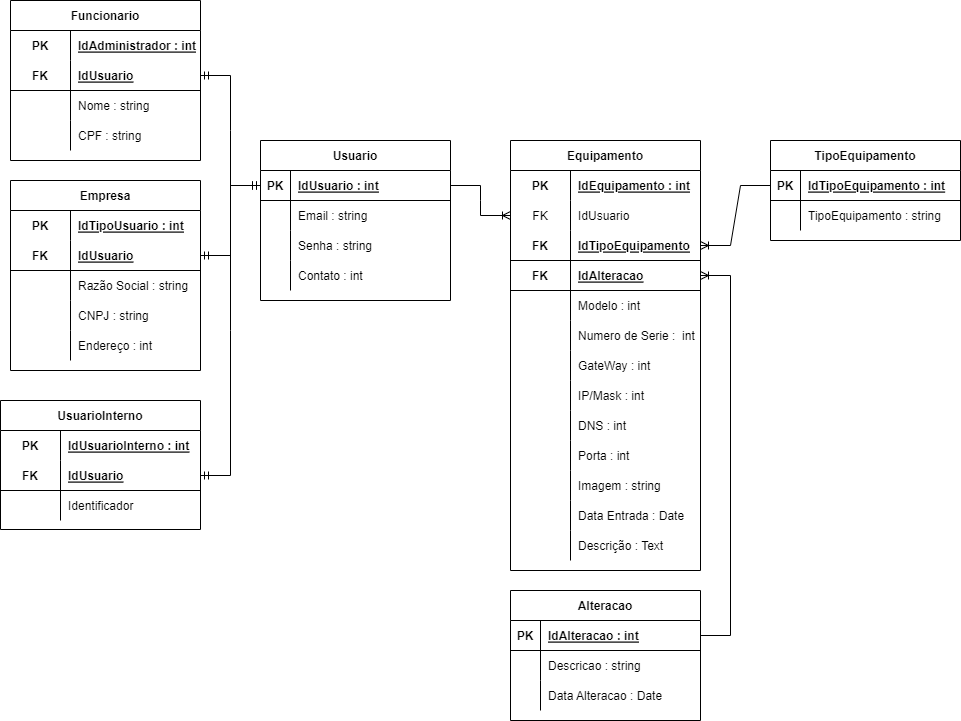 Funcionario
PK IdAdministrador : int
FK IdUsuario
Nome : string
CPF : string
Empresa
PK IdTipoUsuario : int
FK IdUsuario
Razão Social : string
CNPJ : string
Endereço : int
UsuarioInterno
PK IdUsuarioInterno : int
FK IdUsuario
Identificador
Usuario
PK IdUsuario : int
Email : string
Senha : string
Contato : int
Equipamento
PK IdEquipamento : int
FK IdUsuario
FK IdTipoEquipamento
FK IdAlteracao
Modelo : int
Numero de Serie : int
GateWay : int
IP/Mask : int
DNS : int
Porta : int
Imagem : string
Data Entrada : Date
Descrição : Text
TipoEquipamento
PK IdTipoEquipamento : int
TipoEquipamento : string
Alteracao
PK IdAlteracao : int
Descricao : string
Data Alteracao : Date